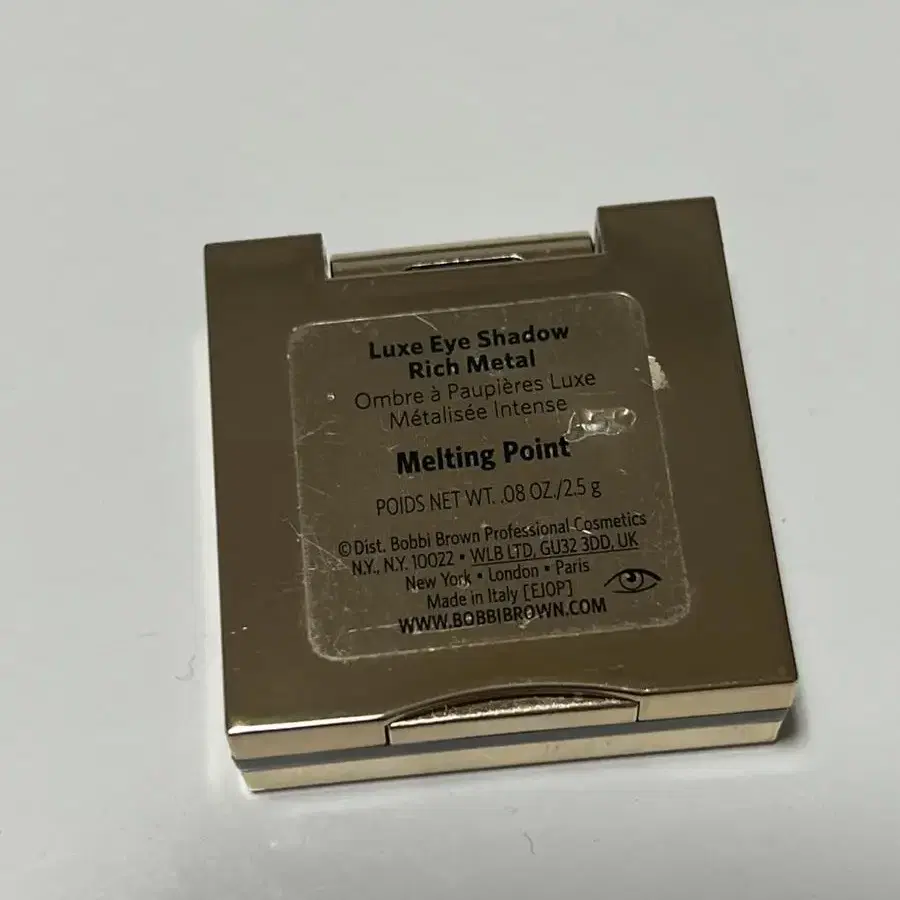 Luxe Eye Shadow
Rich Metal
Ombre à Paupières Luxe
Métalisée Intense
Melting Point
POIDS NET WT. .08 OZ./2.5 g
©Dist. Bobbi Brown Professional Cosmetics
N.Y., N.Y. 10022 • WLB LTD, GU32 3DD, UK
New York • London • Paris
Made in Italy [EJOP]
WWW.BOBBIBROWN.COM